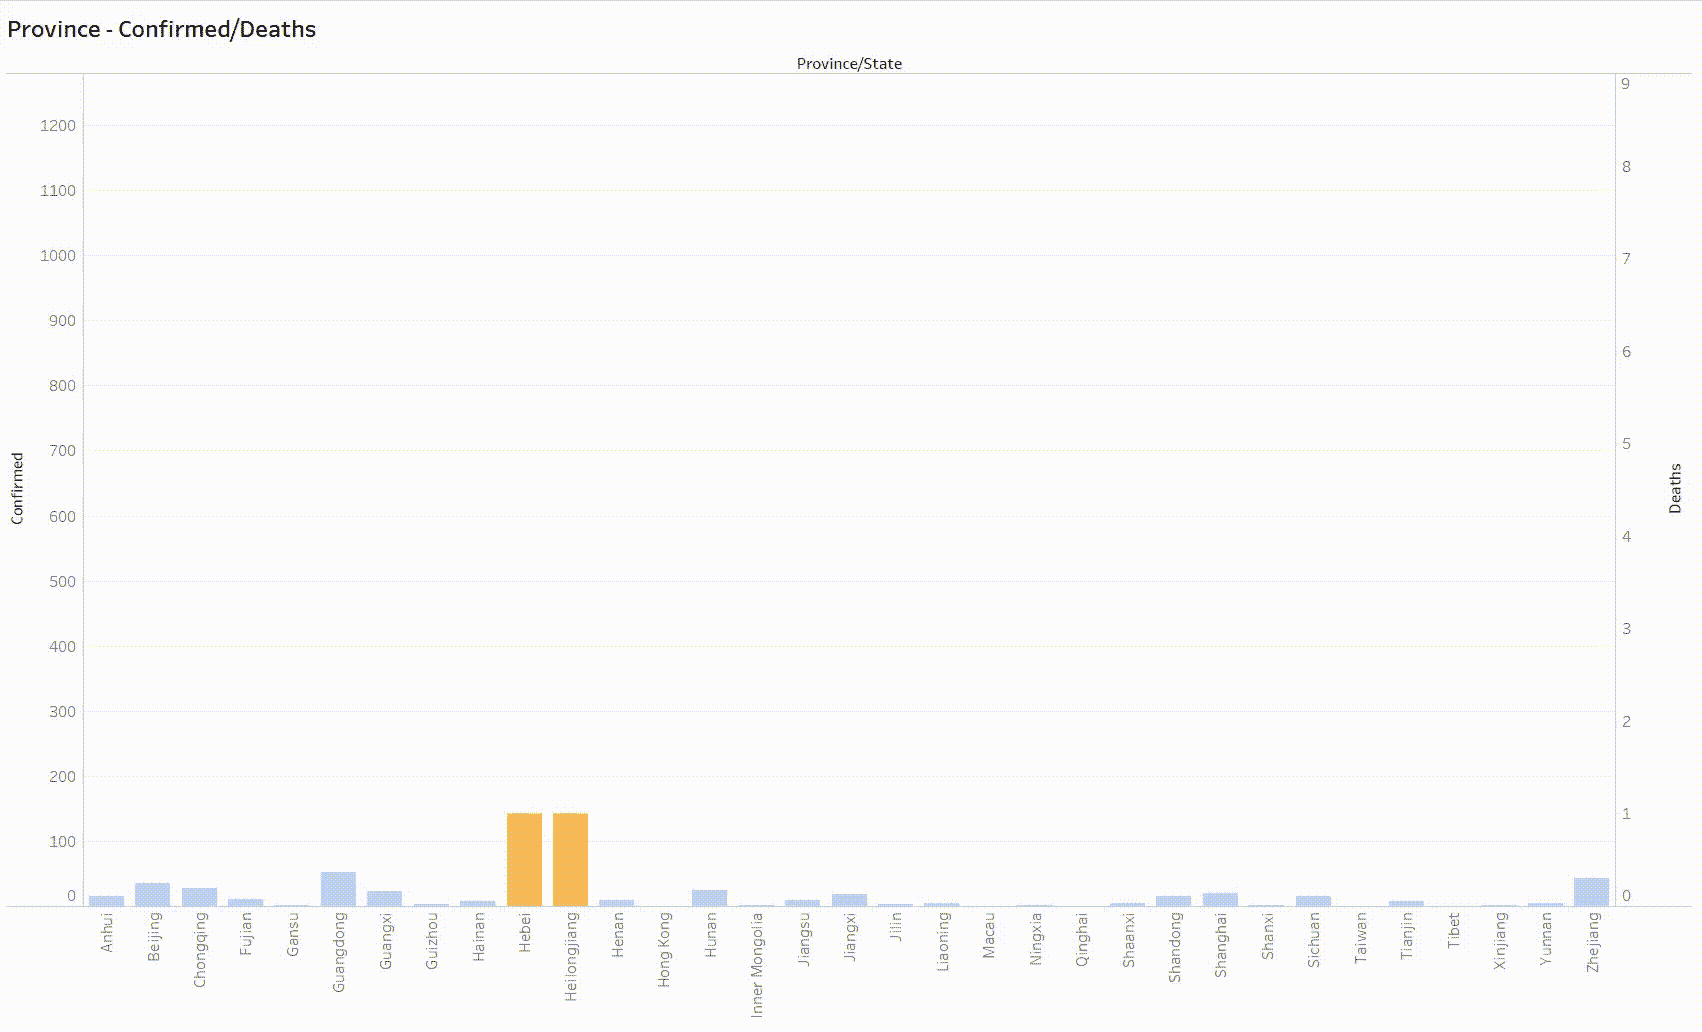 Province - Confirmed/Deaths
Province/State
Confirmed
1200
1100
1000
900
800
700
600
500
400
300
200
100
0
9
8
7
6
5
4
3
2
1
0
Deaths
Anhui
Beijing
Chongqing
Fujian
Gansu
Guangdong
Guangxi
Guizhou
Hainan
Hebei
Heilongjiang
Henan
Hong Kong
Hunan
Inner Mongolia
Jiangsu
Jiangxi
Jilin
Liaoning
Macau
Ningxia
Qinghai
Shaanxi
Shandong
Shanghai
Shanxi
Sichuan
Taiwan
Tianjin
Tibet
Xinjiang
Yunnan
Zhejiang